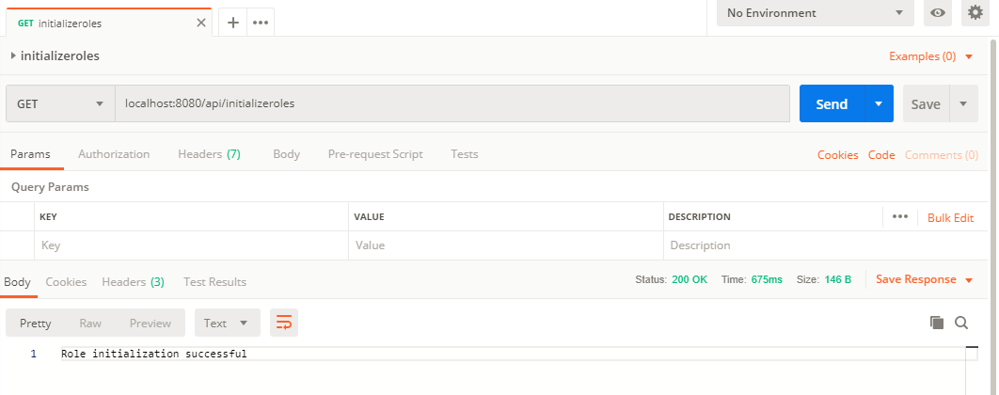 GET initializeroles
No Environment
initializeroles
Examples (0)
GET localhost:8080/api/initializeroles Send Save
Params Authorization Headers (7) Body Pre-request Script Tests Cookies Code Comments (0)
Query Params
KEY VALUE DESCRIPTION Bulk Edit
Key Value Description
Body Cookies Headers (3) Test Results Status: 200 OK Time: 675ms Size: 146 B Save Response
Pretty Raw Preview Text
1 Role initialization successful